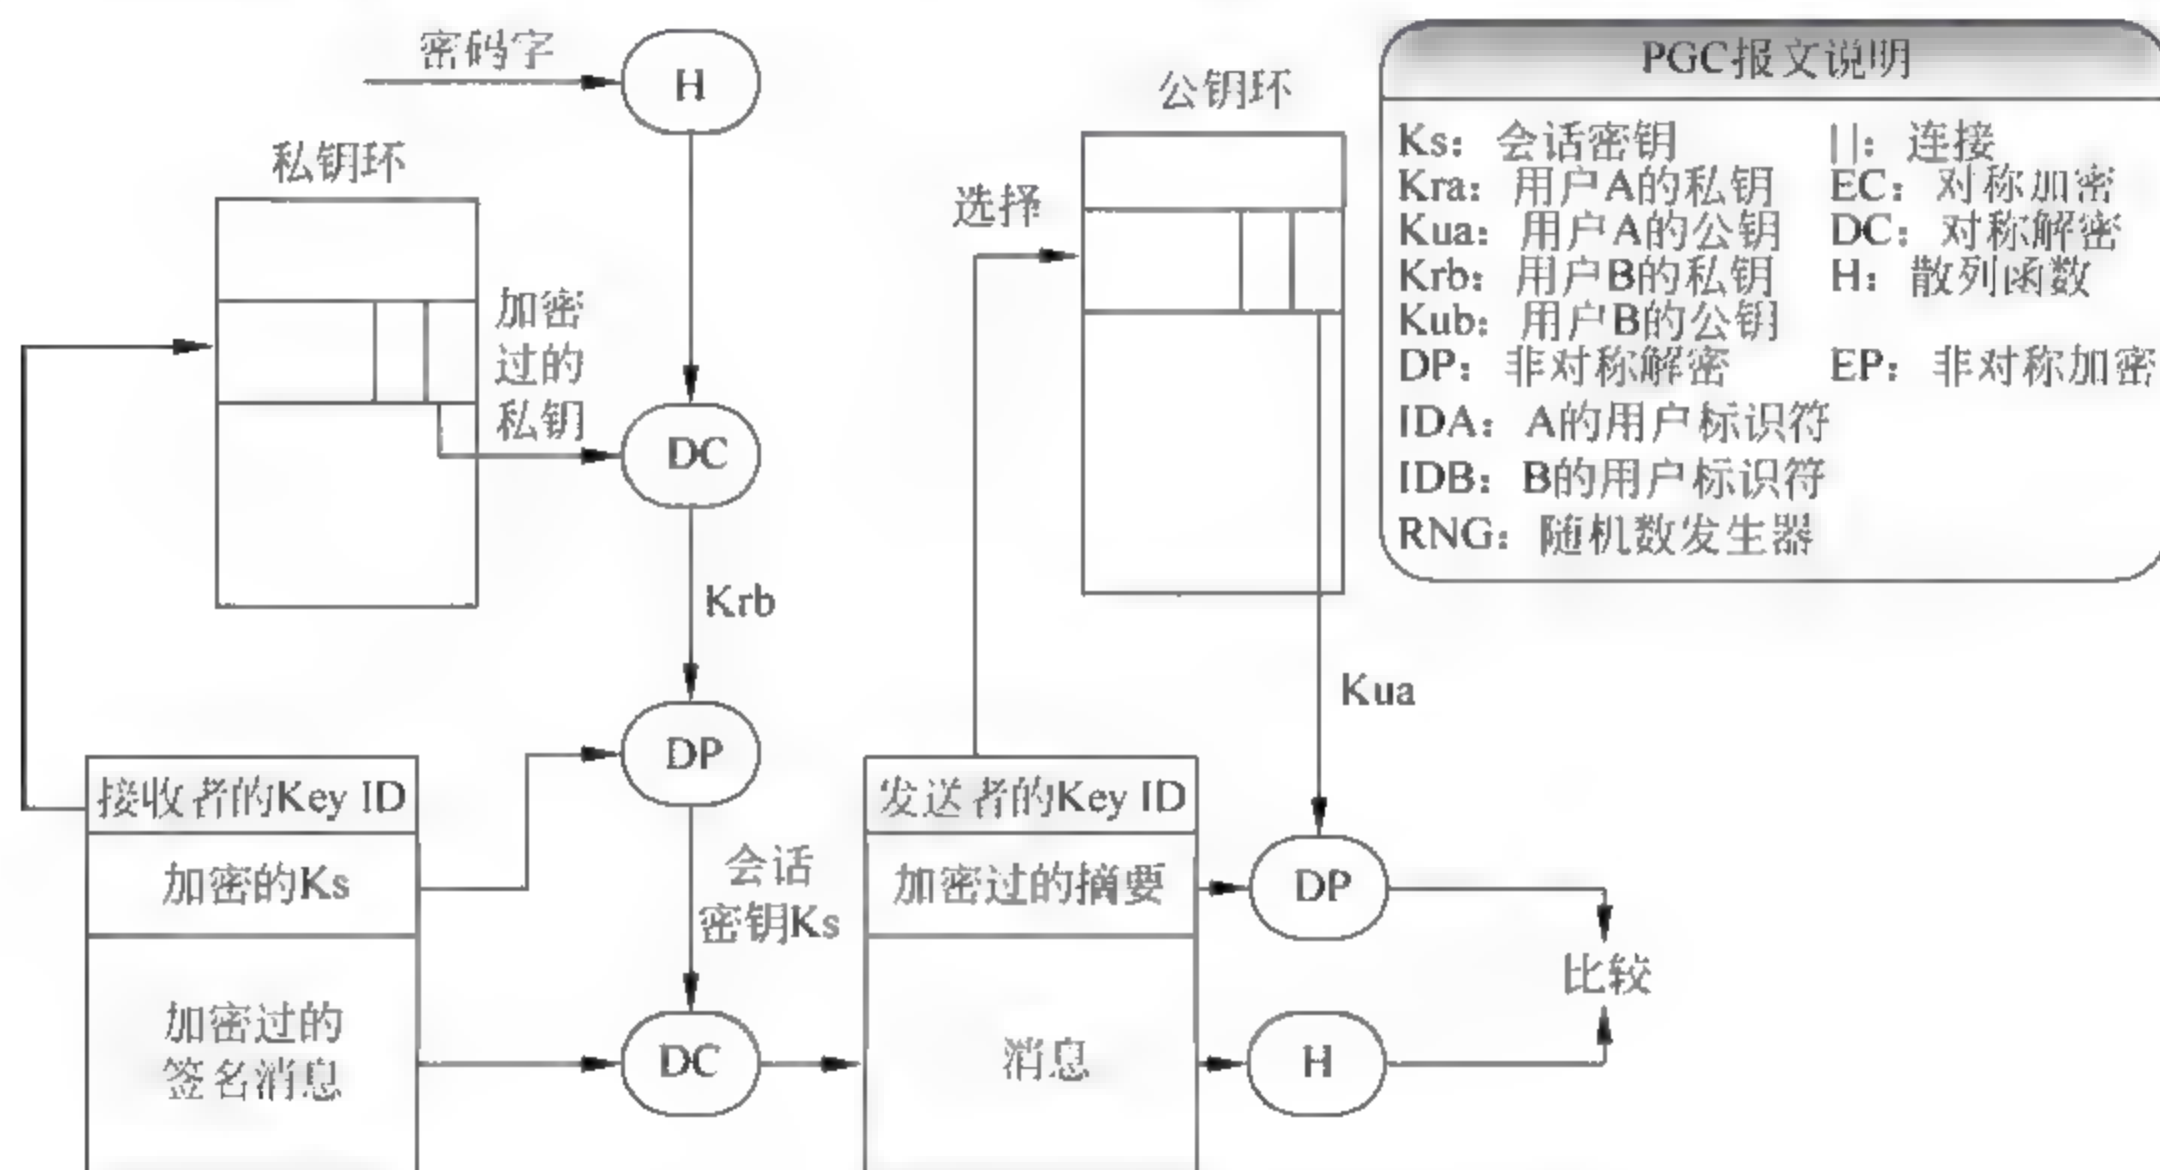 密码字
H
私钥环
加密
过的
私钥
DC
Krb
DP
会话
密钥Ks
DC
接收者的Key ID
加密的Ks
加密过的
签名消息
公钥环
选择
Kua
发送者的Key ID
加密过的摘要
消息
DP
H
比较
PGC报文说明
Ks：会话密钥 ||：连接
Kra：用户A的私钥 EC：对称加密
Kua：用户A的公钥 DC：对称解密
Krb：用户B的私钥 H：散列函数
Kub：用户B的公钥
DP：非对称解密 EP：非对称加密
IDA：A的用户标识符
IDB：B的用户标识符
RNG：随机数发生器